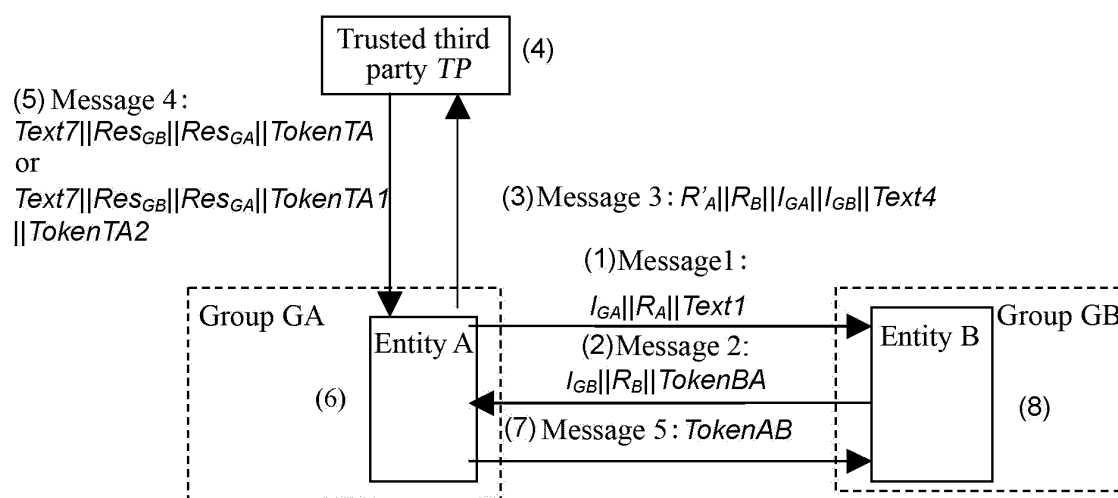 Trusted third
party TP
(4)
(5) Message 4:
Text7||ResGB||ResGA||TokenTA
or
Text7||ResGB||ResGA||TokenTA1
||TokenTA2
(3)Message 3: R'A||RB||IGA||IGB||Text4
(1)Message1:
IGA||RA||Text1
Group GA
Entity A
Entity B
Group GB
(2)Message 2:
IGB||RB||TokenBA
(6)
(8)
(7) Message 5: TokenAB